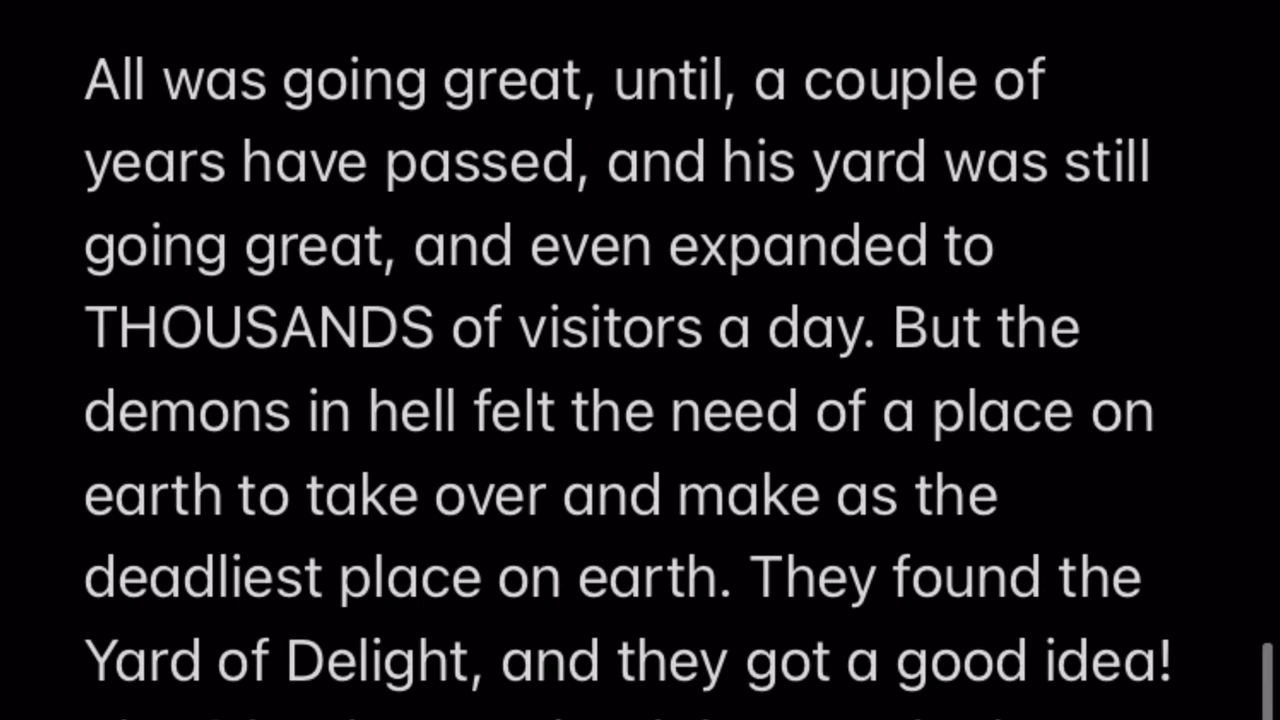 All was going great, until, a couple of
years have passed, and his yard was still
going great, and even expanded to
THOUSANDS of visitors a day. But the
demons in hell felt the need of a place on
earth to take over and make as the
deadliest place on earth. They found the
Yard of Delight, and they got a good idea!